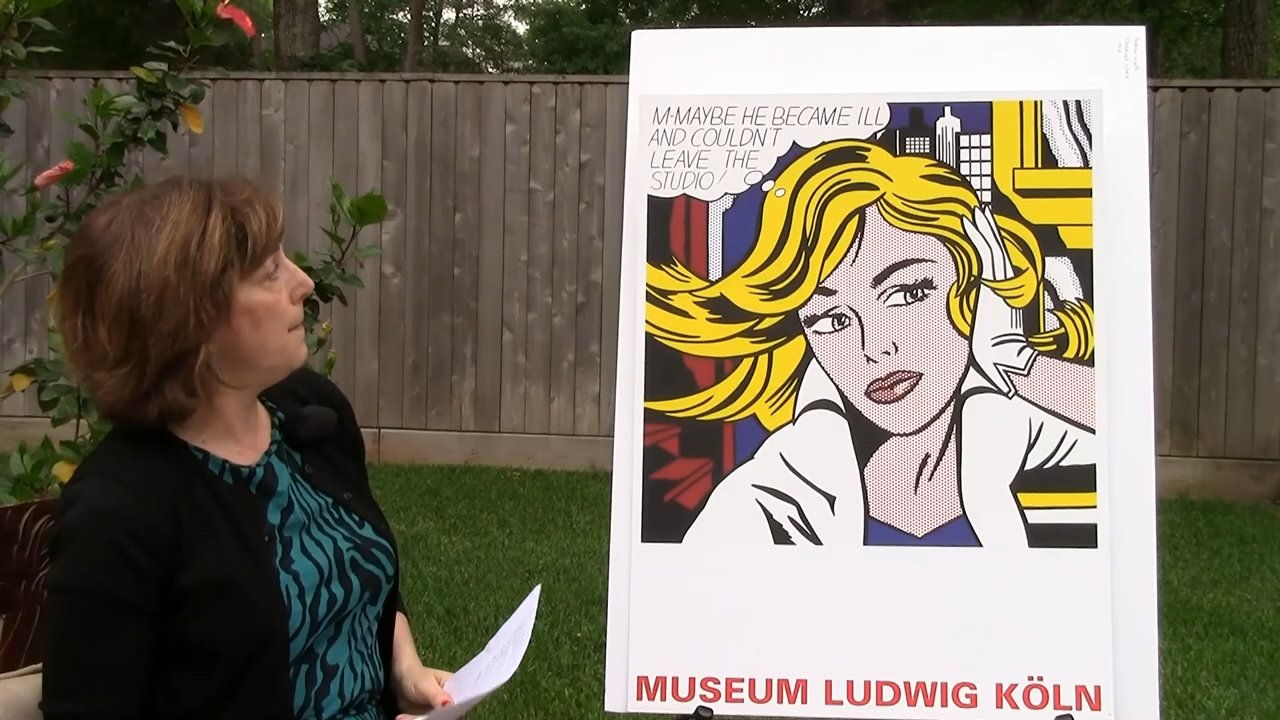 M-MAYBE HE BECAME ILL
AND COULDN'T
LEAVE THE
STUDIO!
MUSEUM LUDWIG KÖLN